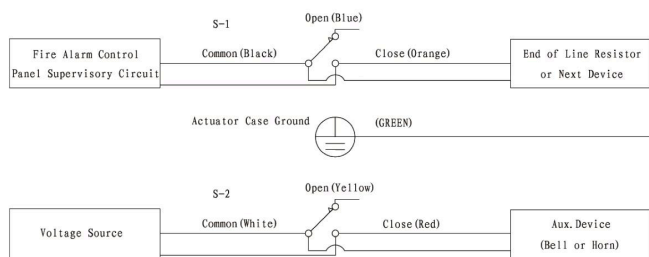 S-1
Open(Blue)
Fire Alarm Control
Panel Supervisory Circuit
Common(Black)
Close(Orange)
End of Line Resistor
or Next Device
Actuator Case Ground
(GREEN)
S-2
Open(Yellow)
Voltage Source
Common(White)
Close(Red)
Aux.Device
(Bell or Horn)